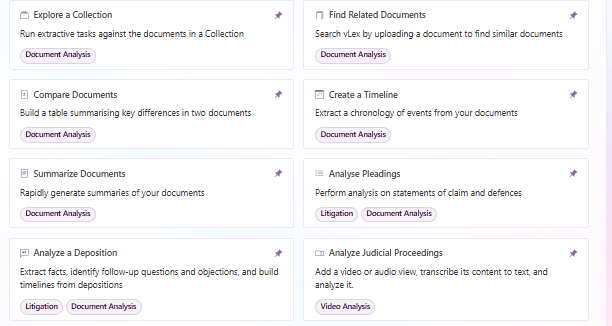 Explore a Collection
Run extractive tasks against the documents in a Collection
Document Analysis
Find Related Documents
Search vLex by uploading a document to find similar documents
Document Analysis
Compare Documents
Build a table summarising key differences in two documents
Document Analysis
Create a Timeline
Extract a chronology of events from your documents
Document Analysis
Summarize Documents
Rapidly generate summaries of your documents
Document Analysis
Analyse Pleadings
Perform analysis on statements of claim and defences
Litigation Document Analysis
Analyze a Deposition
Extract facts, identify follow-up questions and objections, and build
timelines from depositions
Litigation Document Analysis
Analyze Judicial Proceedings
Add a video or audio view, transcribe its content to text, and
analyze it.
Video Analysis